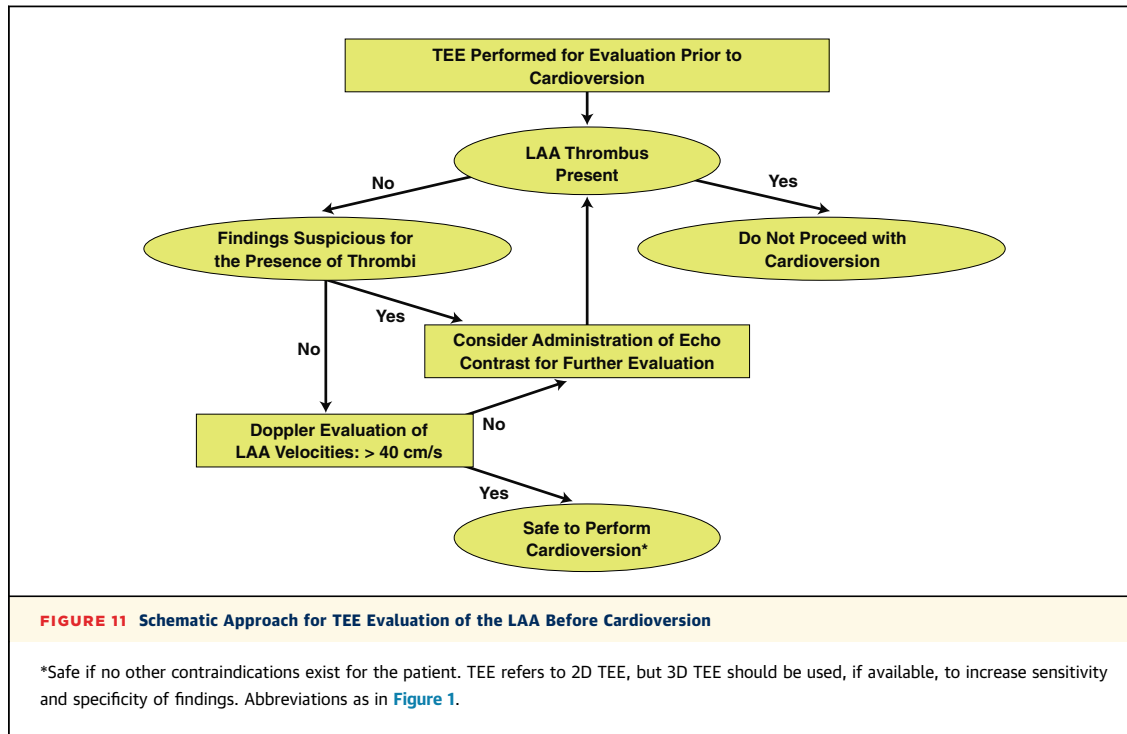 TEE Performed for Evaluation Prior to
Cardioversion
LAA Thrombus
Present
No
Yes
Findings Suspicious for
the Presence of Thrombi
Do Not Proceed with
Cardioversion
Yes
No
Consider Administration of Echo
Contrast for Further Evaluation
Doppler Evaluation of
LAA Velocities: > 40 cm/s
No
Yes
Safe to Perform
Cardioversion*
FIGURE 11 Schematic Approach for TEE Evaluation of the LAA Before Cardioversion
*Safe if no other contraindications exist for the patient. TEE refers to 2D TEE, but 3D TEE should be used, if available, to increase sensitivity
and specificity of findings. Abbreviations as in Figure 1.